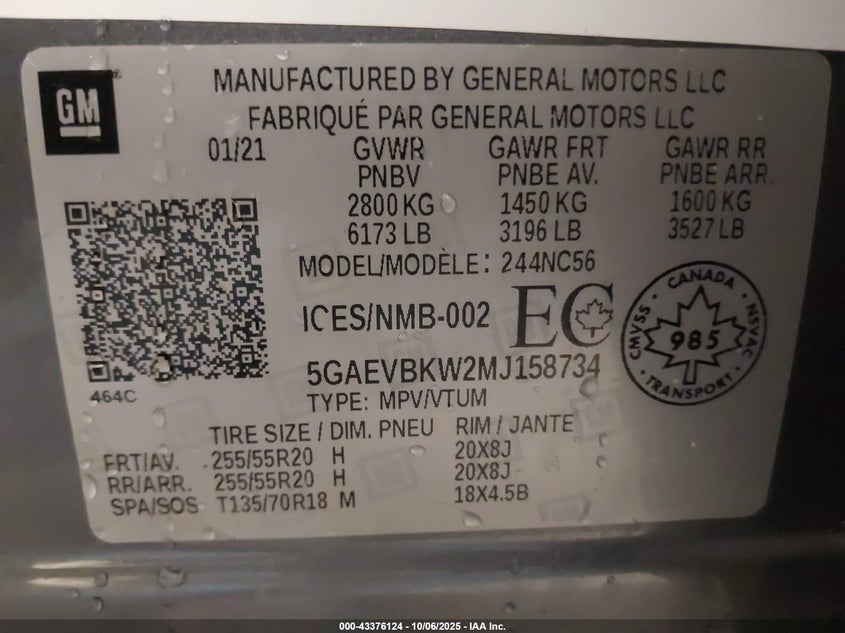 GM
MANUFACTURED BY GENERAL MOTORS LLC
FABRIQUÉ PAR GENERAL MOTORS LLC
01/21 GVWR GAWR FRT GAWR RR
PNBV PNBE AV. PNBE ARR.
2800 KG 1450 KG 1600 KG
6173 LB 3196 LB 3527 LB
MODEL/MODÈLE: 244NC56
ICES/NMB-002 EC
CANADA
CMVSS 985 NSVAC
TRANSPORT
5GAEVBKW2MJ158734
464C
TYPE: MPV/VTUM
TIRE SIZE / DIM. PNEU RIM / JANTE
FRT/AV. 255/55R20 H 20X8J
RR/ARR. 255/55R20 H 20X8J
SPA/SOS T135/70R18 M 18X4.5B
000-43376124 - 10/06/2025 - IAA Inc.